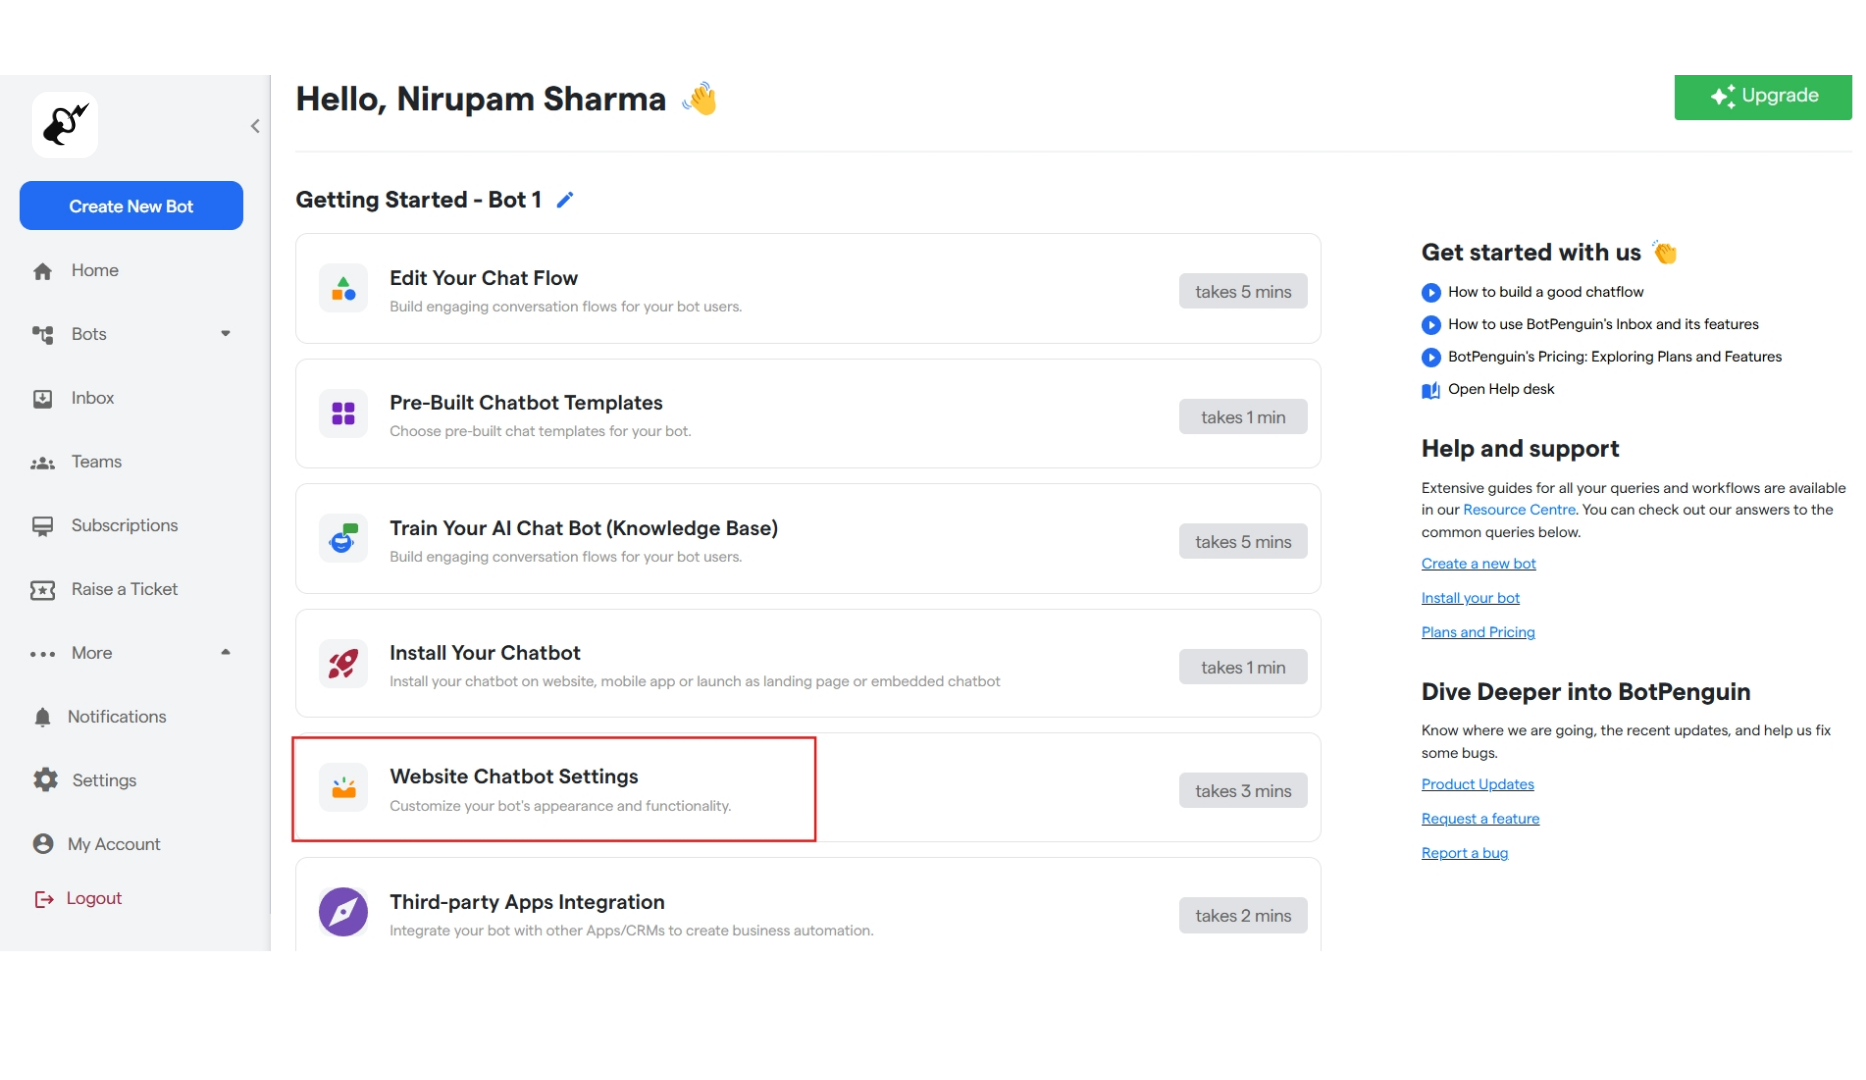 Hello, Nirupam Sharma 👋
Upgrade
Create New Bot
Home
Bots
Inbox
Teams
Subscriptions
Raise a Ticket
More
Notifications
Settings
My Account
Logout
Getting Started - Bot 1
Edit Your Chat Flow
Build engaging conversation flows for your bot users.
takes 5 mins
Pre-Built Chatbot Templates
Choose pre-built chat templates for your bot.
takes 1 min
Train Your AI Chat Bot (Knowledge Base)
Build engaging conversation flows for your bot users.
takes 5 mins
Install Your Chatbot
Install your chatbot on website, mobile app or launch as landing page or embedded chatbot
takes 1 min
Website Chatbot Settings
Customize your bot's appearance and functionality.
takes 3 mins
Third-party Apps Integration
Integrate your bot with other Apps/CRMs to create business automation.
takes 2 mins
Get started with us 👏
How to build a good chatflow
How to use BotPenguin's Inbox and its features
BotPenguin's Pricing: Exploring Plans and Features
Open Help desk
Help and support
Extensive guides for all your queries and workflows are available
in our Resource Centre. You can check out our answers to the
common queries below.
Create a new bot
Install your bot
Plans and Pricing
Dive Deeper into BotPenguin
Know where we are going, the recent updates, and help us fix
some bugs.
Product Updates
Request a feature
Report a bug